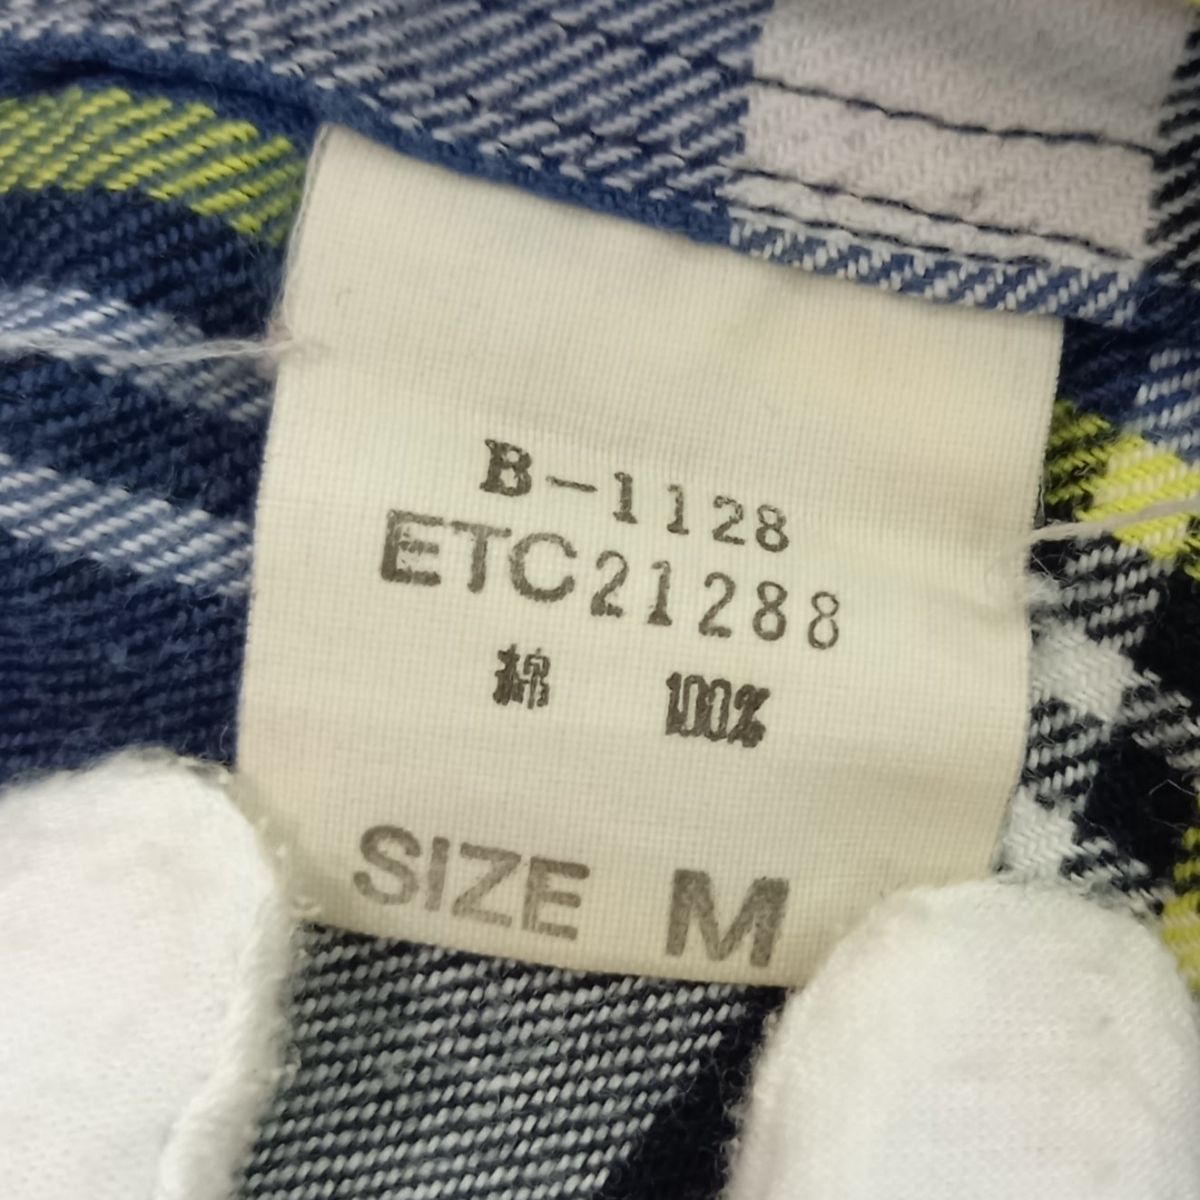 B-1128
ETC21288
綿 100%
SIZE M